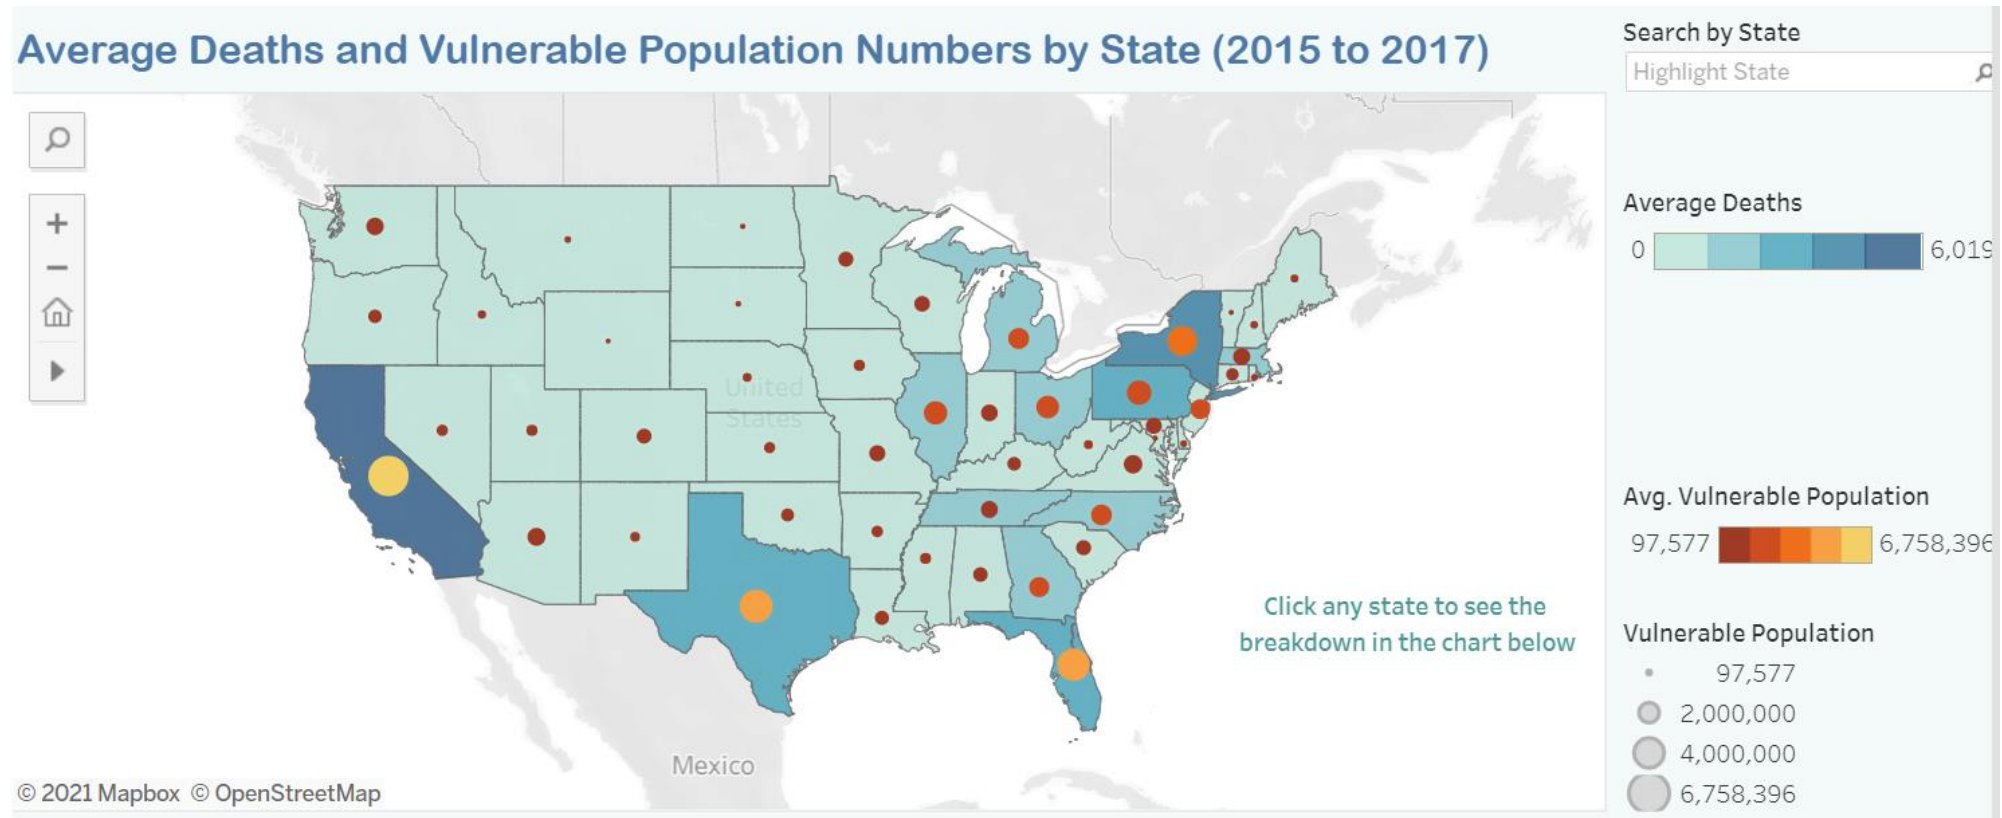 Average Deaths and Vulnerable Population Numbers by State (2015 to 2017)
Search by State
Highlight State
Average Deaths
0 6,019
Avg. Vulnerable Population
97,577 6,758,396
Vulnerable Population
97,577
2,000,000
4,000,000
6,758,396
United
States
Click any state to see the
breakdown in the chart below
Mexico
© 2021 Mapbox © OpenStreetMap